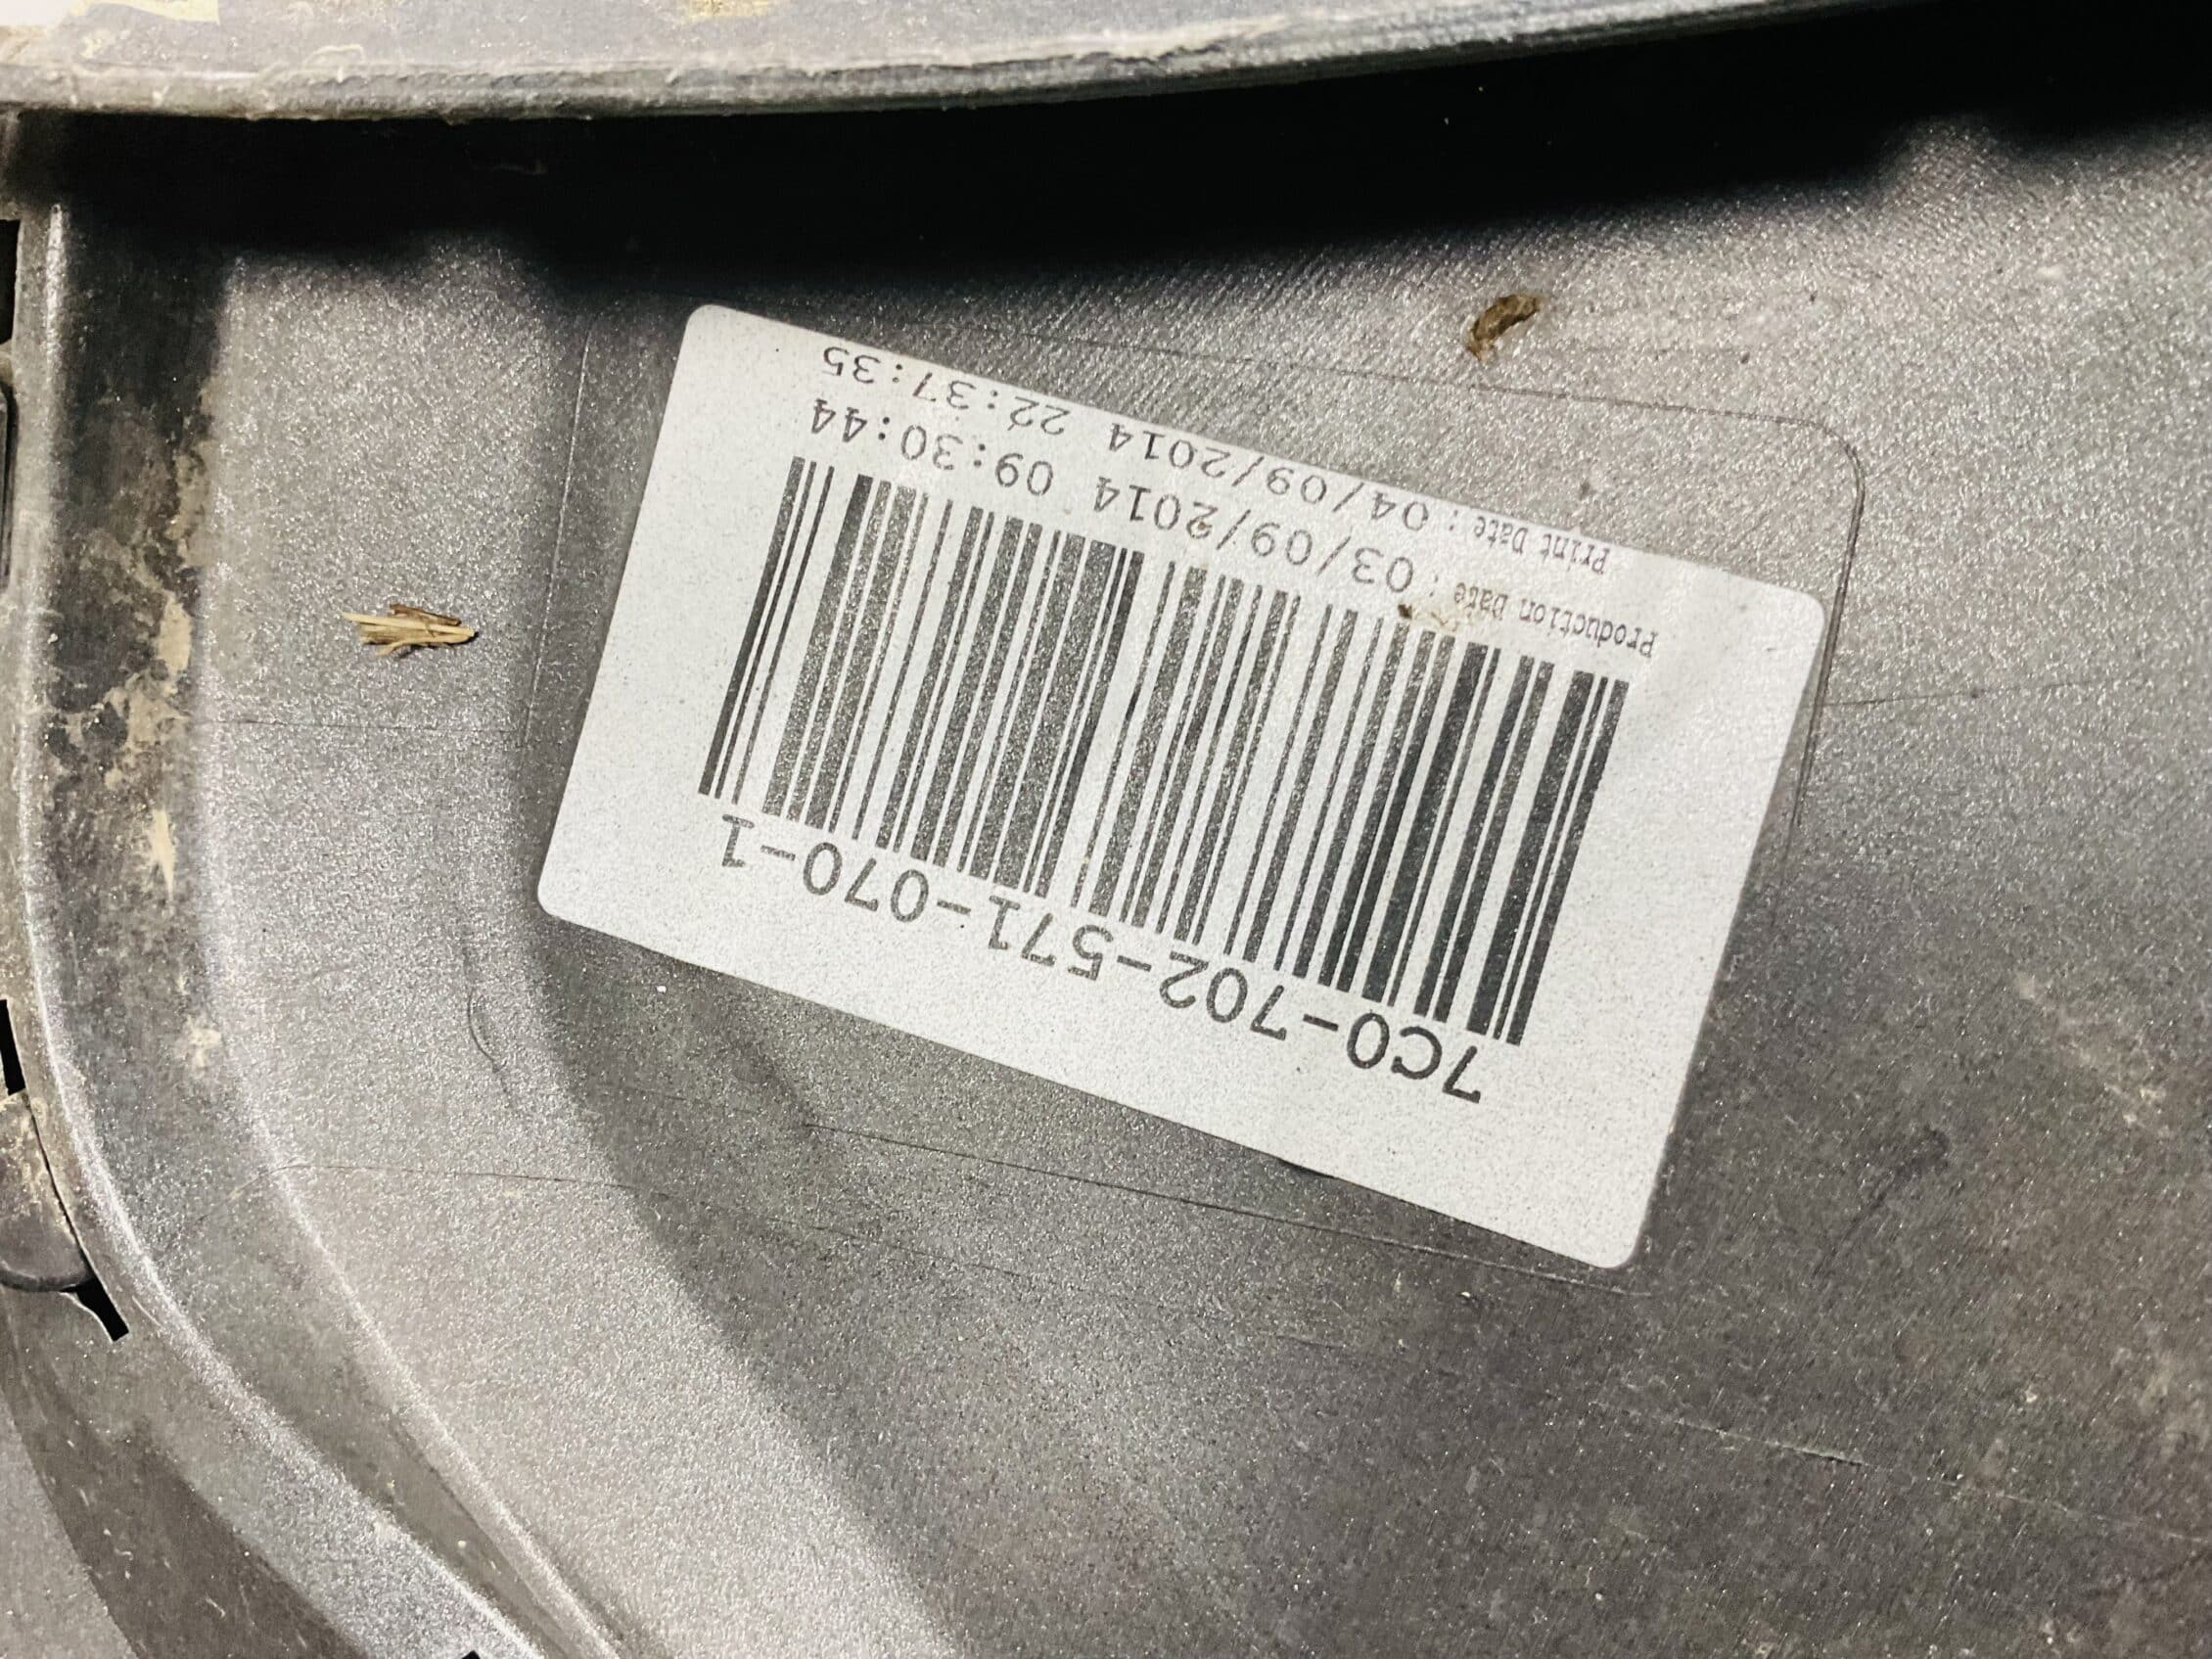 7CO-702-571-070-1
Production Date : 03/09/2014 09:30:44
Print Date : 04/09/2014 22:37:35